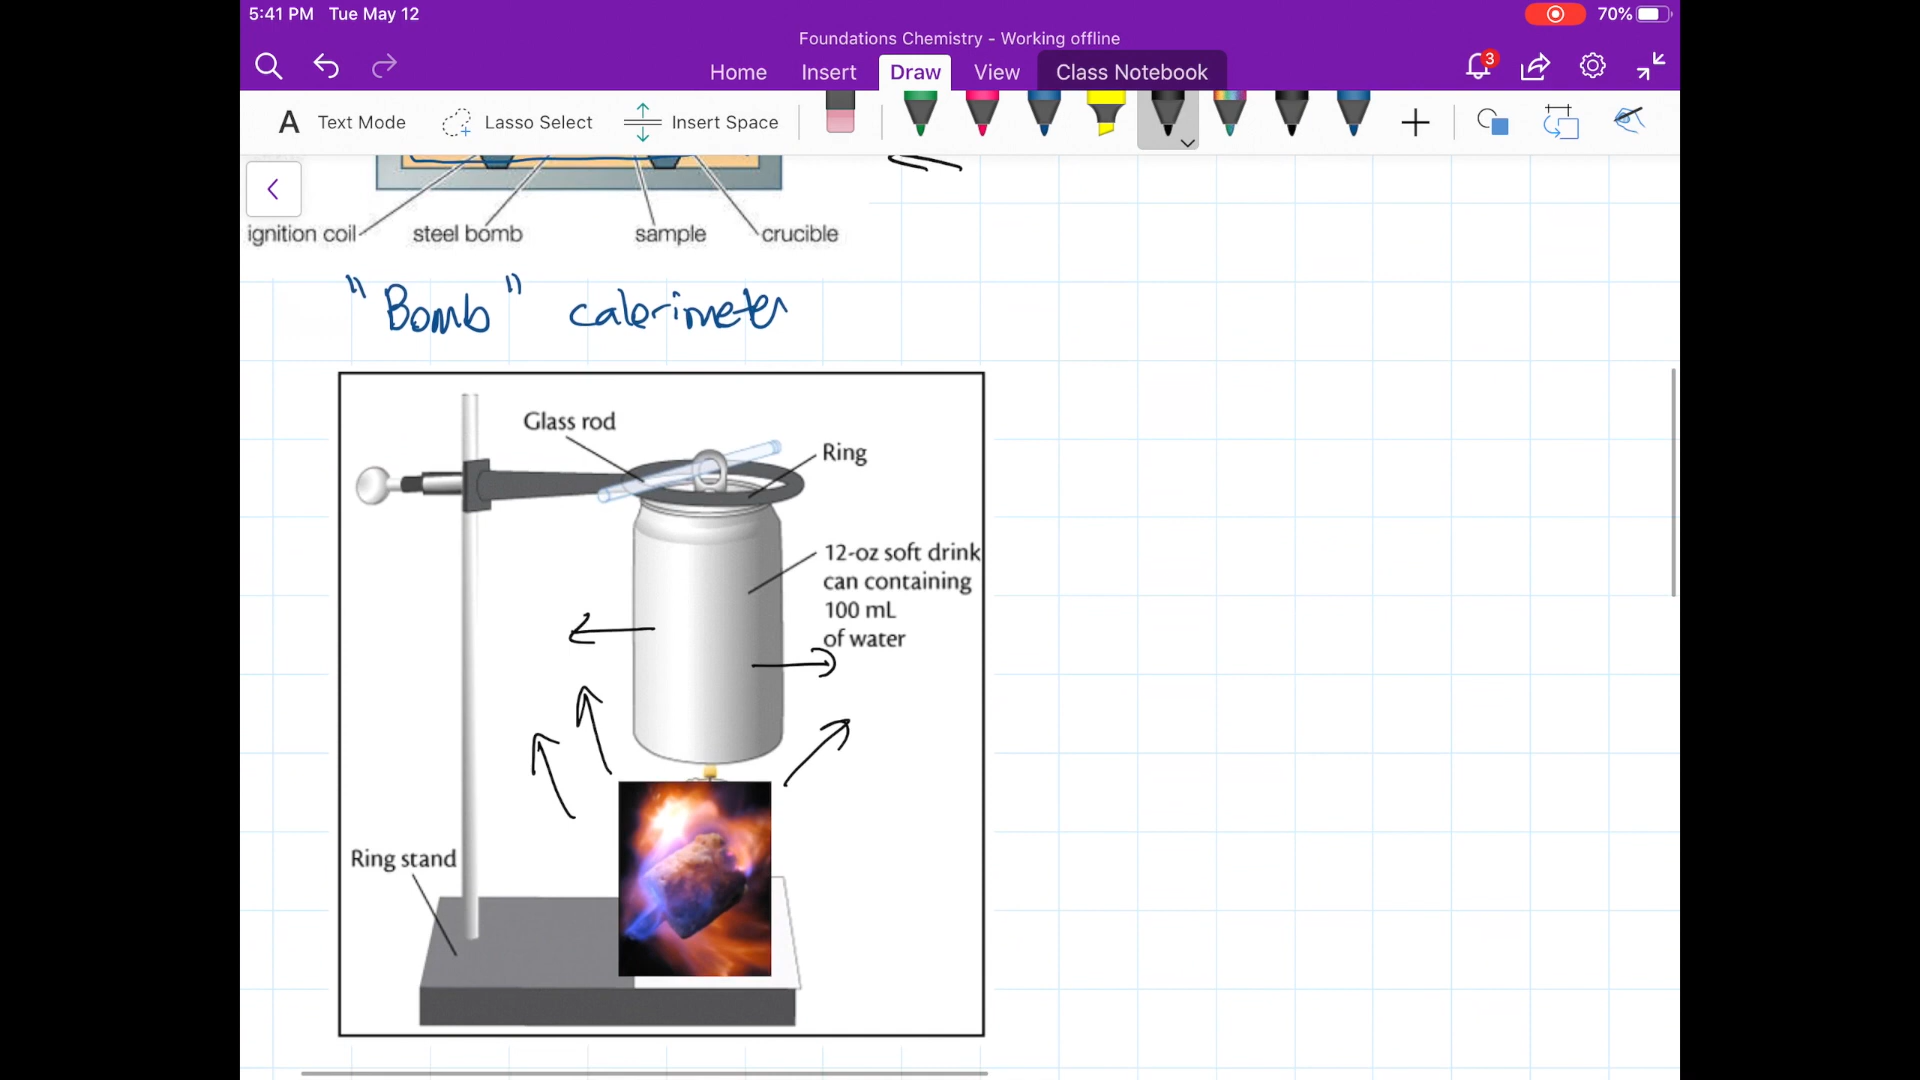 5:41 PM Tue May 12
70%
Foundations Chemistry - Working offline
Home Insert Draw View Class Notebook
3
A Text Mode Lasso Select Insert Space
ignition coil steel bomb sample crucible
"Bomb" calorimeter
Glass rod
Ring
12-oz soft drink
can containing
100 mL
of water
Ring stand